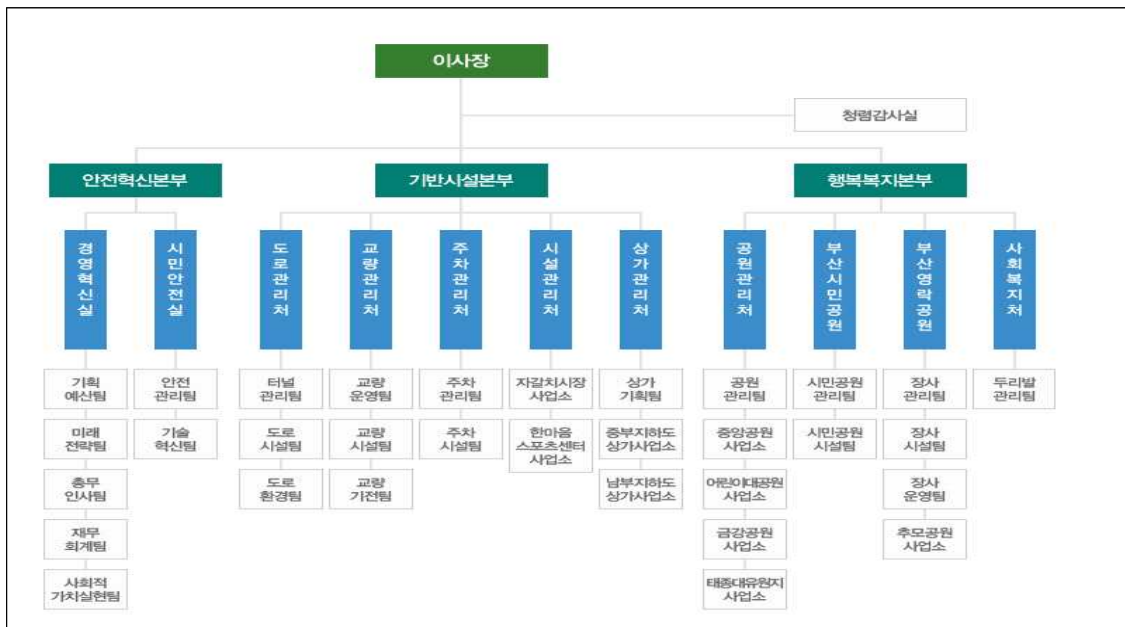 이사장
청렴감사실
안전혁신본부
기반시설본부
행복복지본부
경영혁신실
시민안전실
도로관리처
교량관리처
주차관리처
시설관리처
상가관리처
공원관리처
부산시민공원
부산영락공원
사회복지처
기획
예산팀
미래
전략팀
총무
인사팀
재무
회계팀
사회적
가치실현팀
안전
관리팀
기술
혁신팀
터널
관리팀
도로
시설팀
도로
환경팀
교량
운영팀
교량
시설팀
교량
기전팀
주차
관리팀
주차
시설팀
자갈치시장
사업소
한마음
스포츠센터
사업소
상가
기획팀
중부지하도
상가사업소
남부지하도
상가사업소
공원
관리팀
중앙공원
사업소
어린이대공원
사업소
금강공원
사업소
태종대유원지
사업소
시민공원
관리팀
시민공원
시설팀
장사
관리팀
장사
시설팀
장사
운영팀
추모공원
사업소
두리발
관리팀